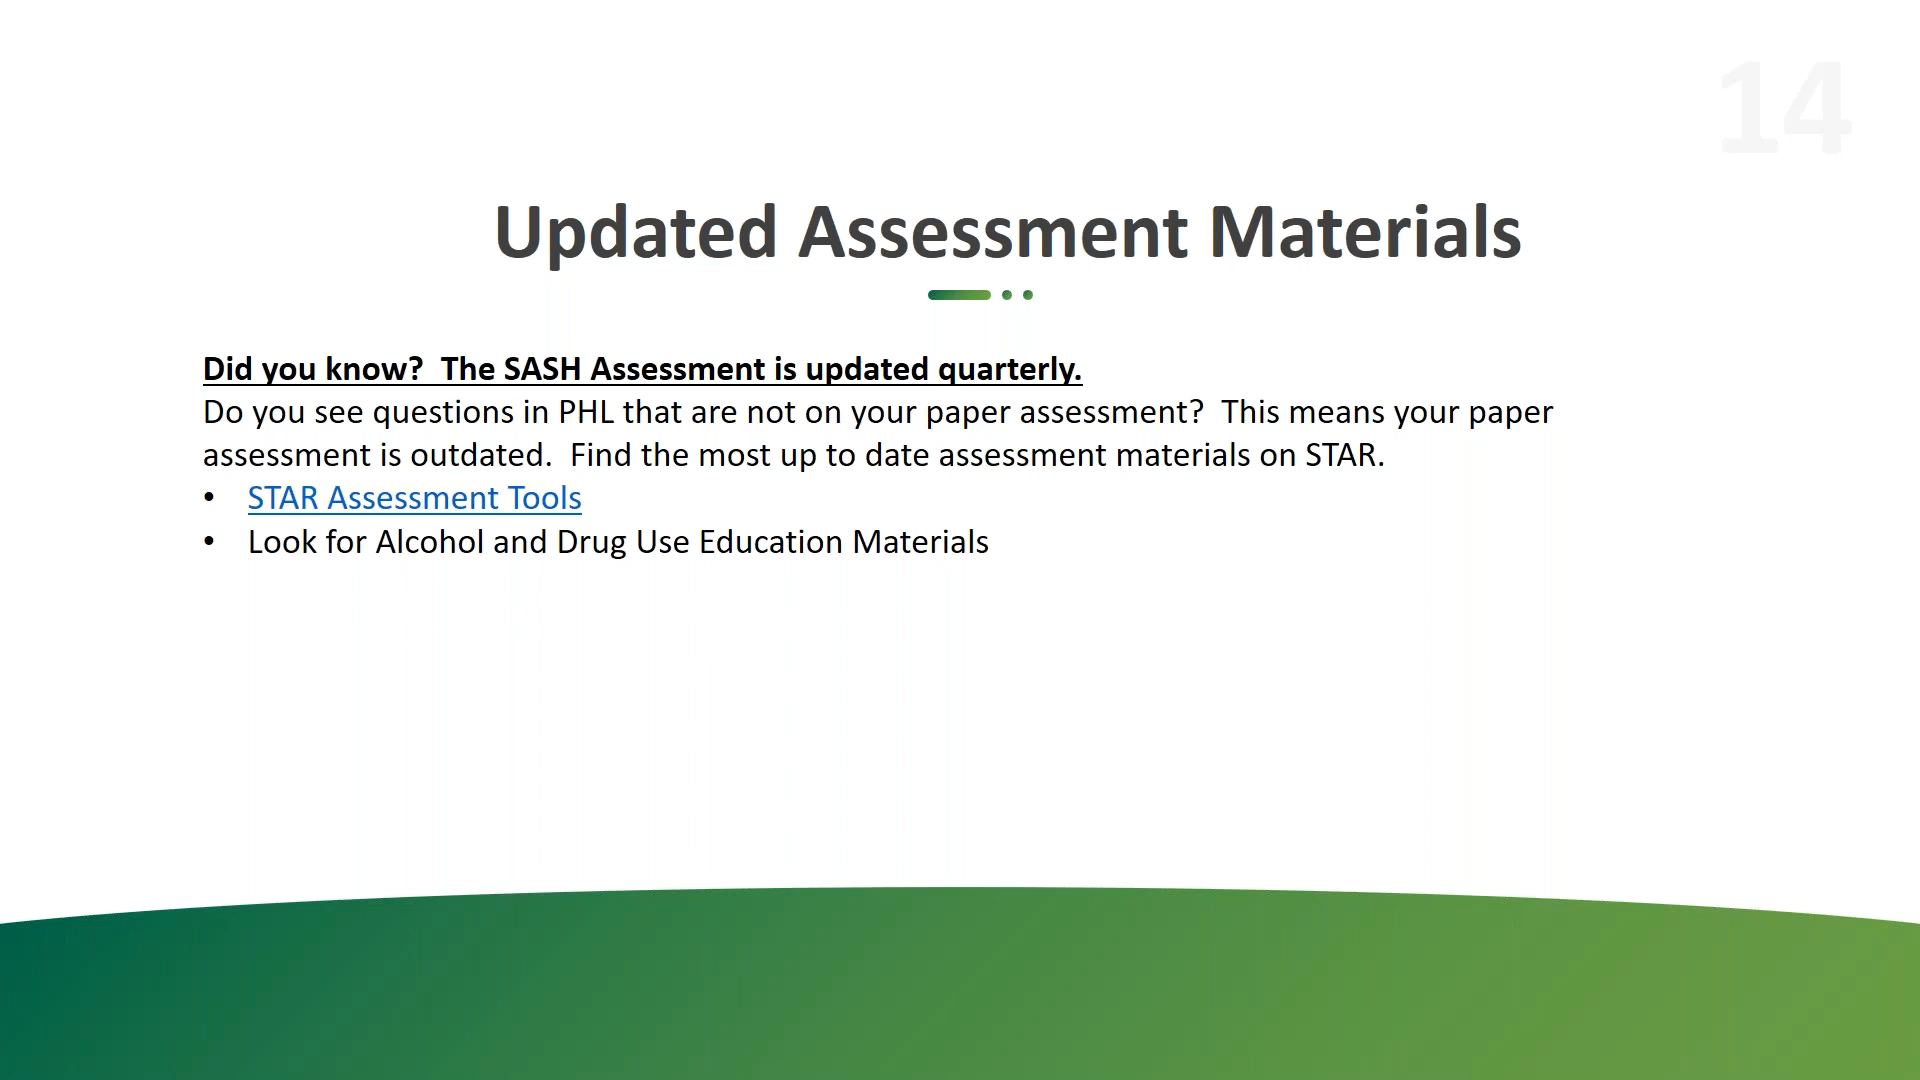 14
Updated Assessment Materials
Did you know?  The SASH Assessment is updated quarterly.
Do you see questions in PHL that are not on your paper assessment?  This means your paper
assessment is outdated.  Find the most up to date assessment materials on STAR.
• STAR Assessment Tools
• Look for Alcohol and Drug Use Education Materials